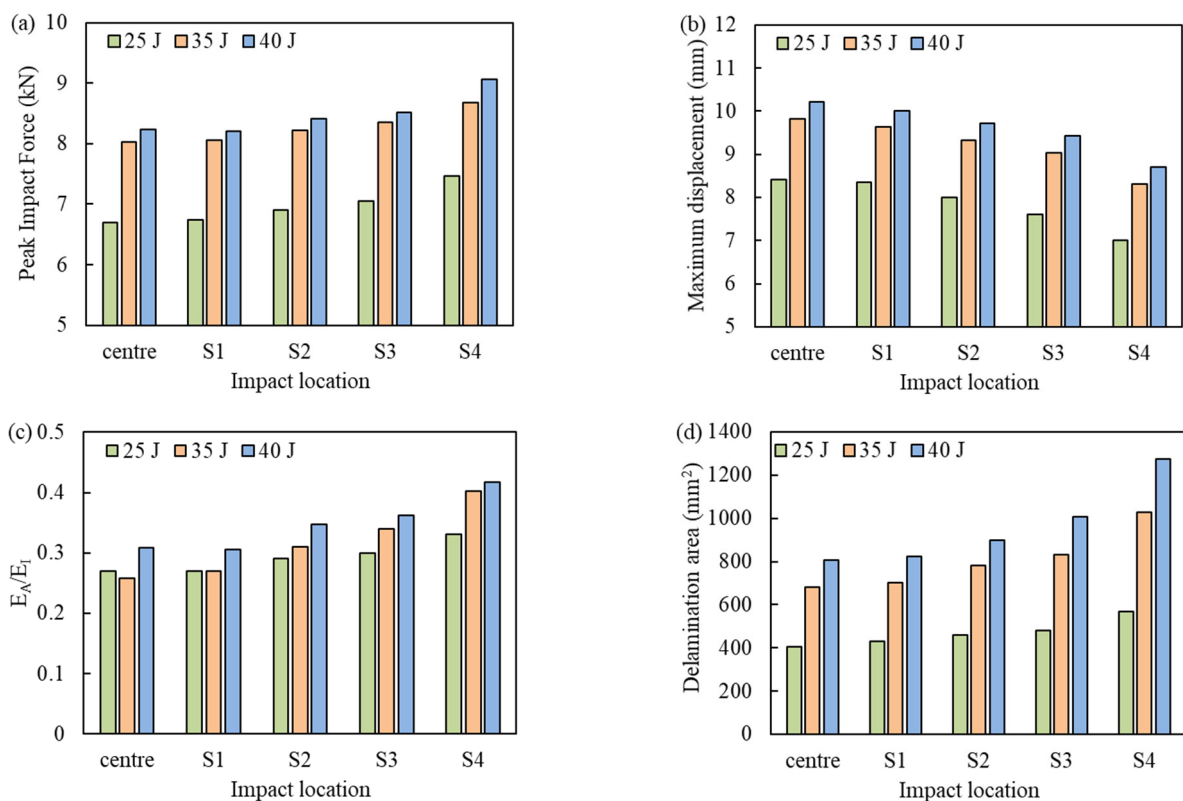 (a)
Peak Impact Force (kN)
10
9
8
7
6
5
25 J 35 J 40 J
centre S1 S2 S3 S4
Impact location
(b)
Maximum displacement (mm)
12
11
10
9
8
7
6
5
25 J 35 J 40 J
centre S1 S2 S3 S4
Impact location
(c)
E_A/E_I
0.5
0.4
0.3
0.2
0.1
0
25 J 35 J 40 J
centre S1 S2 S3 S4
Impact location
(d)
Delamination area (mm²)
1400
1200
1000
800
600
400
200
0
25 J 35 J 40 J
centre S1 S2 S3 S4
Impact location